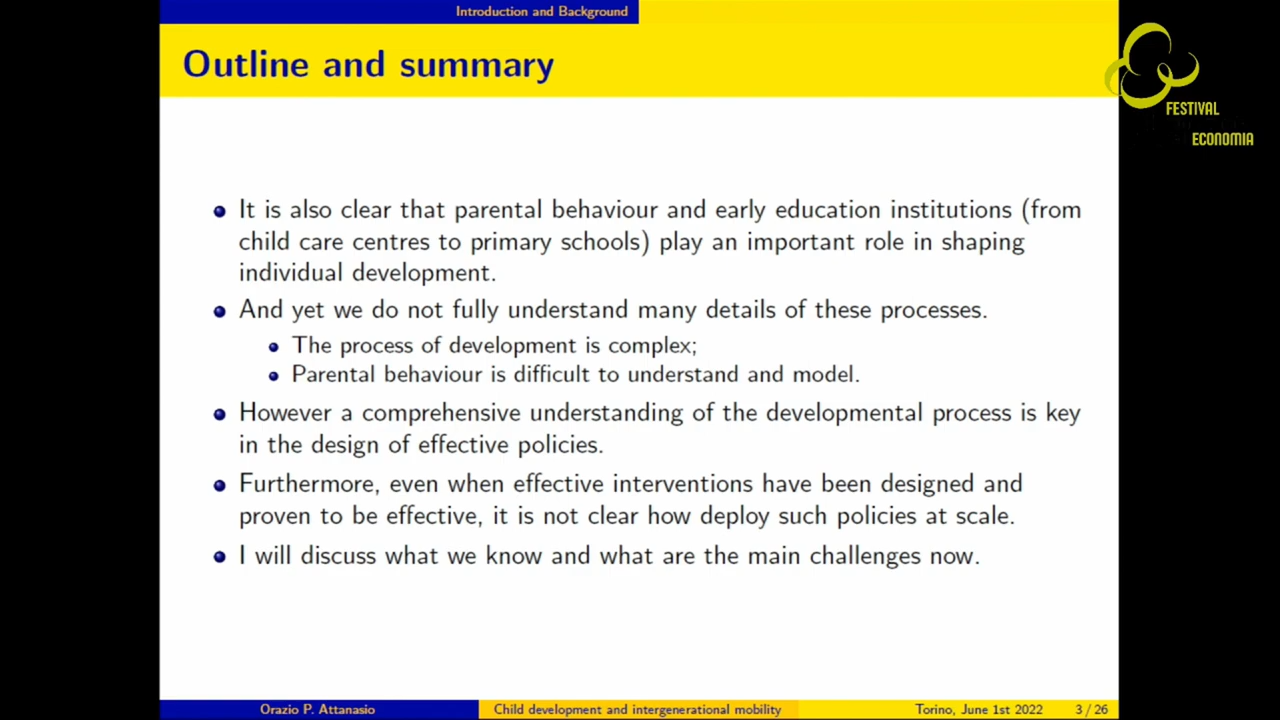 Introduction and Background
Outline and summary
FESTIVAL
ECONOMIA
It is also clear that parental behaviour and early education institutions (from
child care centres to primary schools) play an important role in shaping
individual development.
And yet we do not fully understand many details of these processes.
The process of development is complex;
Parental behaviour is difficult to understand and model.
However a comprehensive understanding of the developmental process is key
in the design of effective policies.
Furthermore, even when effective interventions have been designed and
proven to be effective, it is not clear how deploy such policies at scale.
I will discuss what we know and what are the main challenges now.
Orazio P. Attanasio
Child development and intergenerational mobility
Torino, June 1st 2022
3 / 26